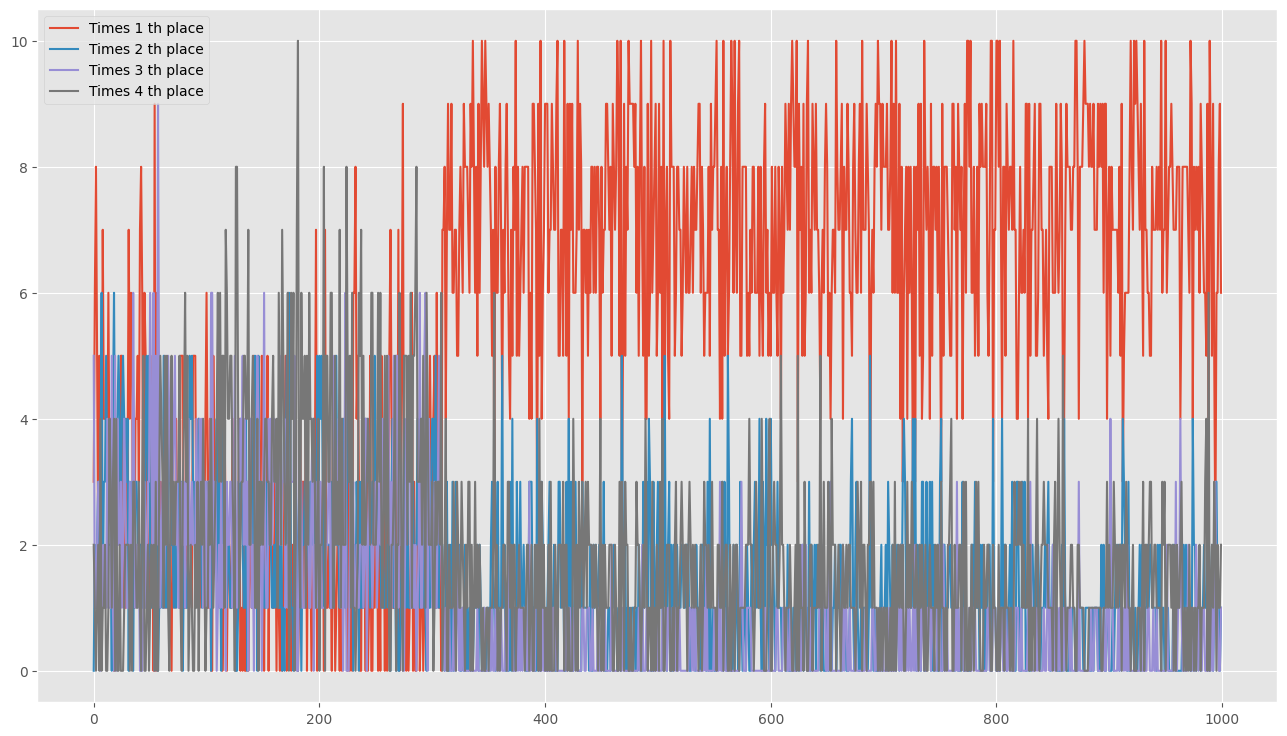 Times 1 th place
Times 2 th place
Times 3 th place
Times 4 th place
10
8
6
4
2
0
0 200 400 600 800 1000